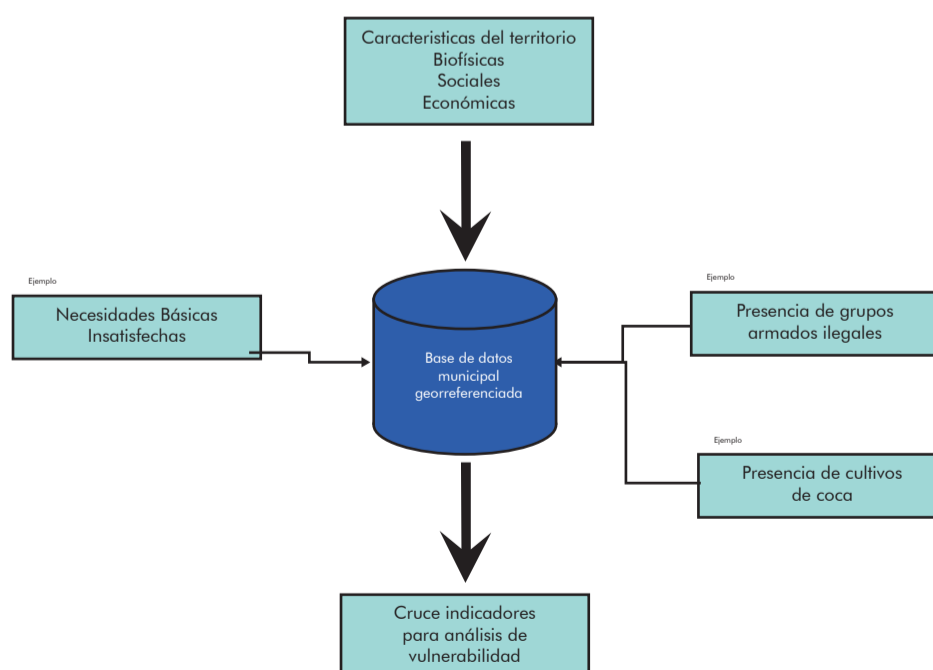 Caracteristicas del territorio
Biofísicas
Sociales
Económicas
Ejemplo
Necesidades Básicas
Insatisfechas
Base de datos
municipal
georreferenciada
Ejemplo
Presencia de grupos
armados ilegales
Ejemplo
Presencia de cultivos
de coca
Cruce indicadores
para análisis de
vulnerabilidad